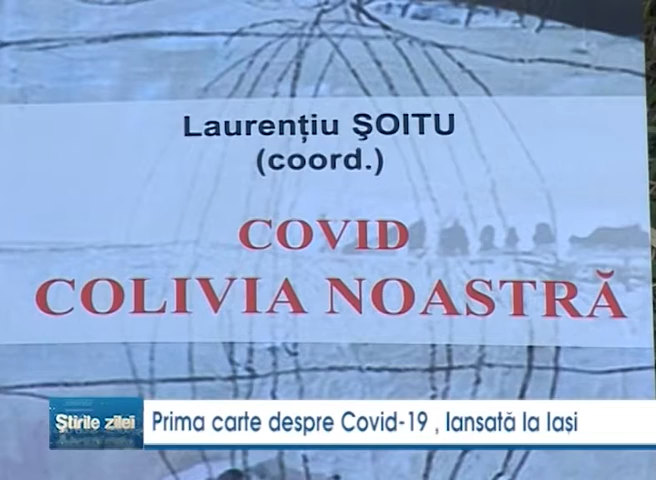 Laurențiu ŞOITU
(coord.)
COVID
COLIVIA NOASTRĂ
Știrile zilei
Prima carte despre Covid-19 , lansată la Iași